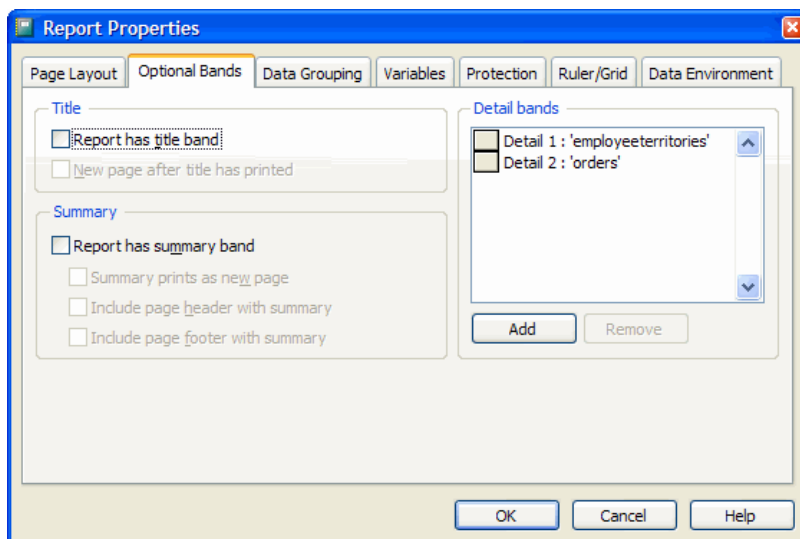 Report Properties
Page Layout
Optional Bands
Data Grouping
Variables
Protection
Ruler/Grid
Data Environment
Title
Report has title band
New page after title has printed
Summary
Report has summary band
Summary prints as new page
Include page header with summary
Include page footer with summary
Detail bands
Detail 1 : 'employeeterritories'
Detail 2 : 'orders'
Add
Remove
OK
Cancel
Help